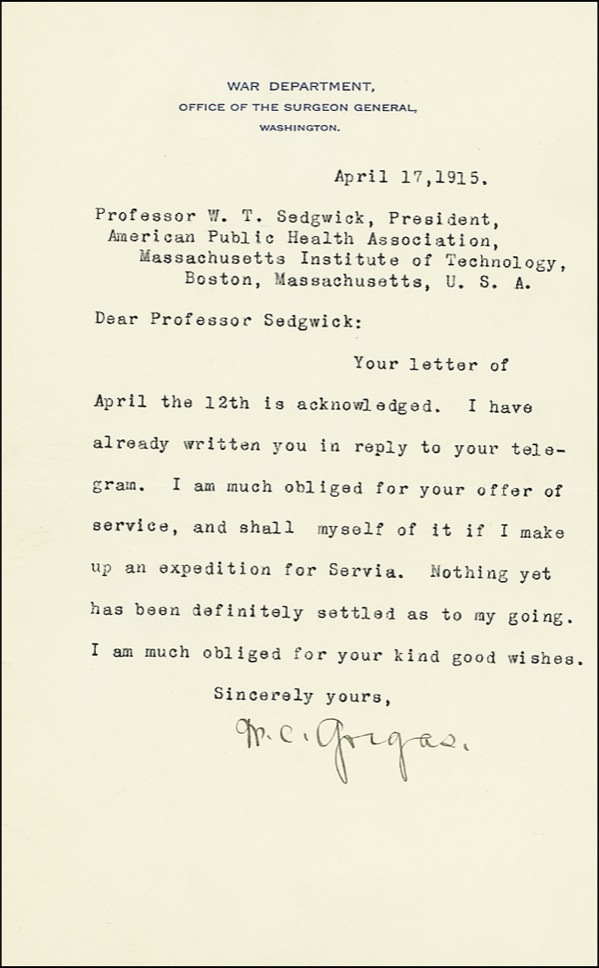 WAR DEPARTMENT,
OFFICE OF THE SURGEON GENERAL,
WASHINGTON.
April 17,1915.
Professor W. T. Sedgwick, President,
American Public Health Association,
Massachusetts Institute of Technology,
Boston, Massachusetts, U. S. A.
Dear Professor Sedgwick:
Your letter of
April the 12th is acknowledged. I have
already written you in reply to your tele-
gram. I am much obliged for your offer of
service, and shall myself of it if I make
up an expedition for Servia. Nothing yet
has been definitely settled as to my going.
I am much obliged for your kind good wishes.
Sincerely yours,
W. C. Gorgas.